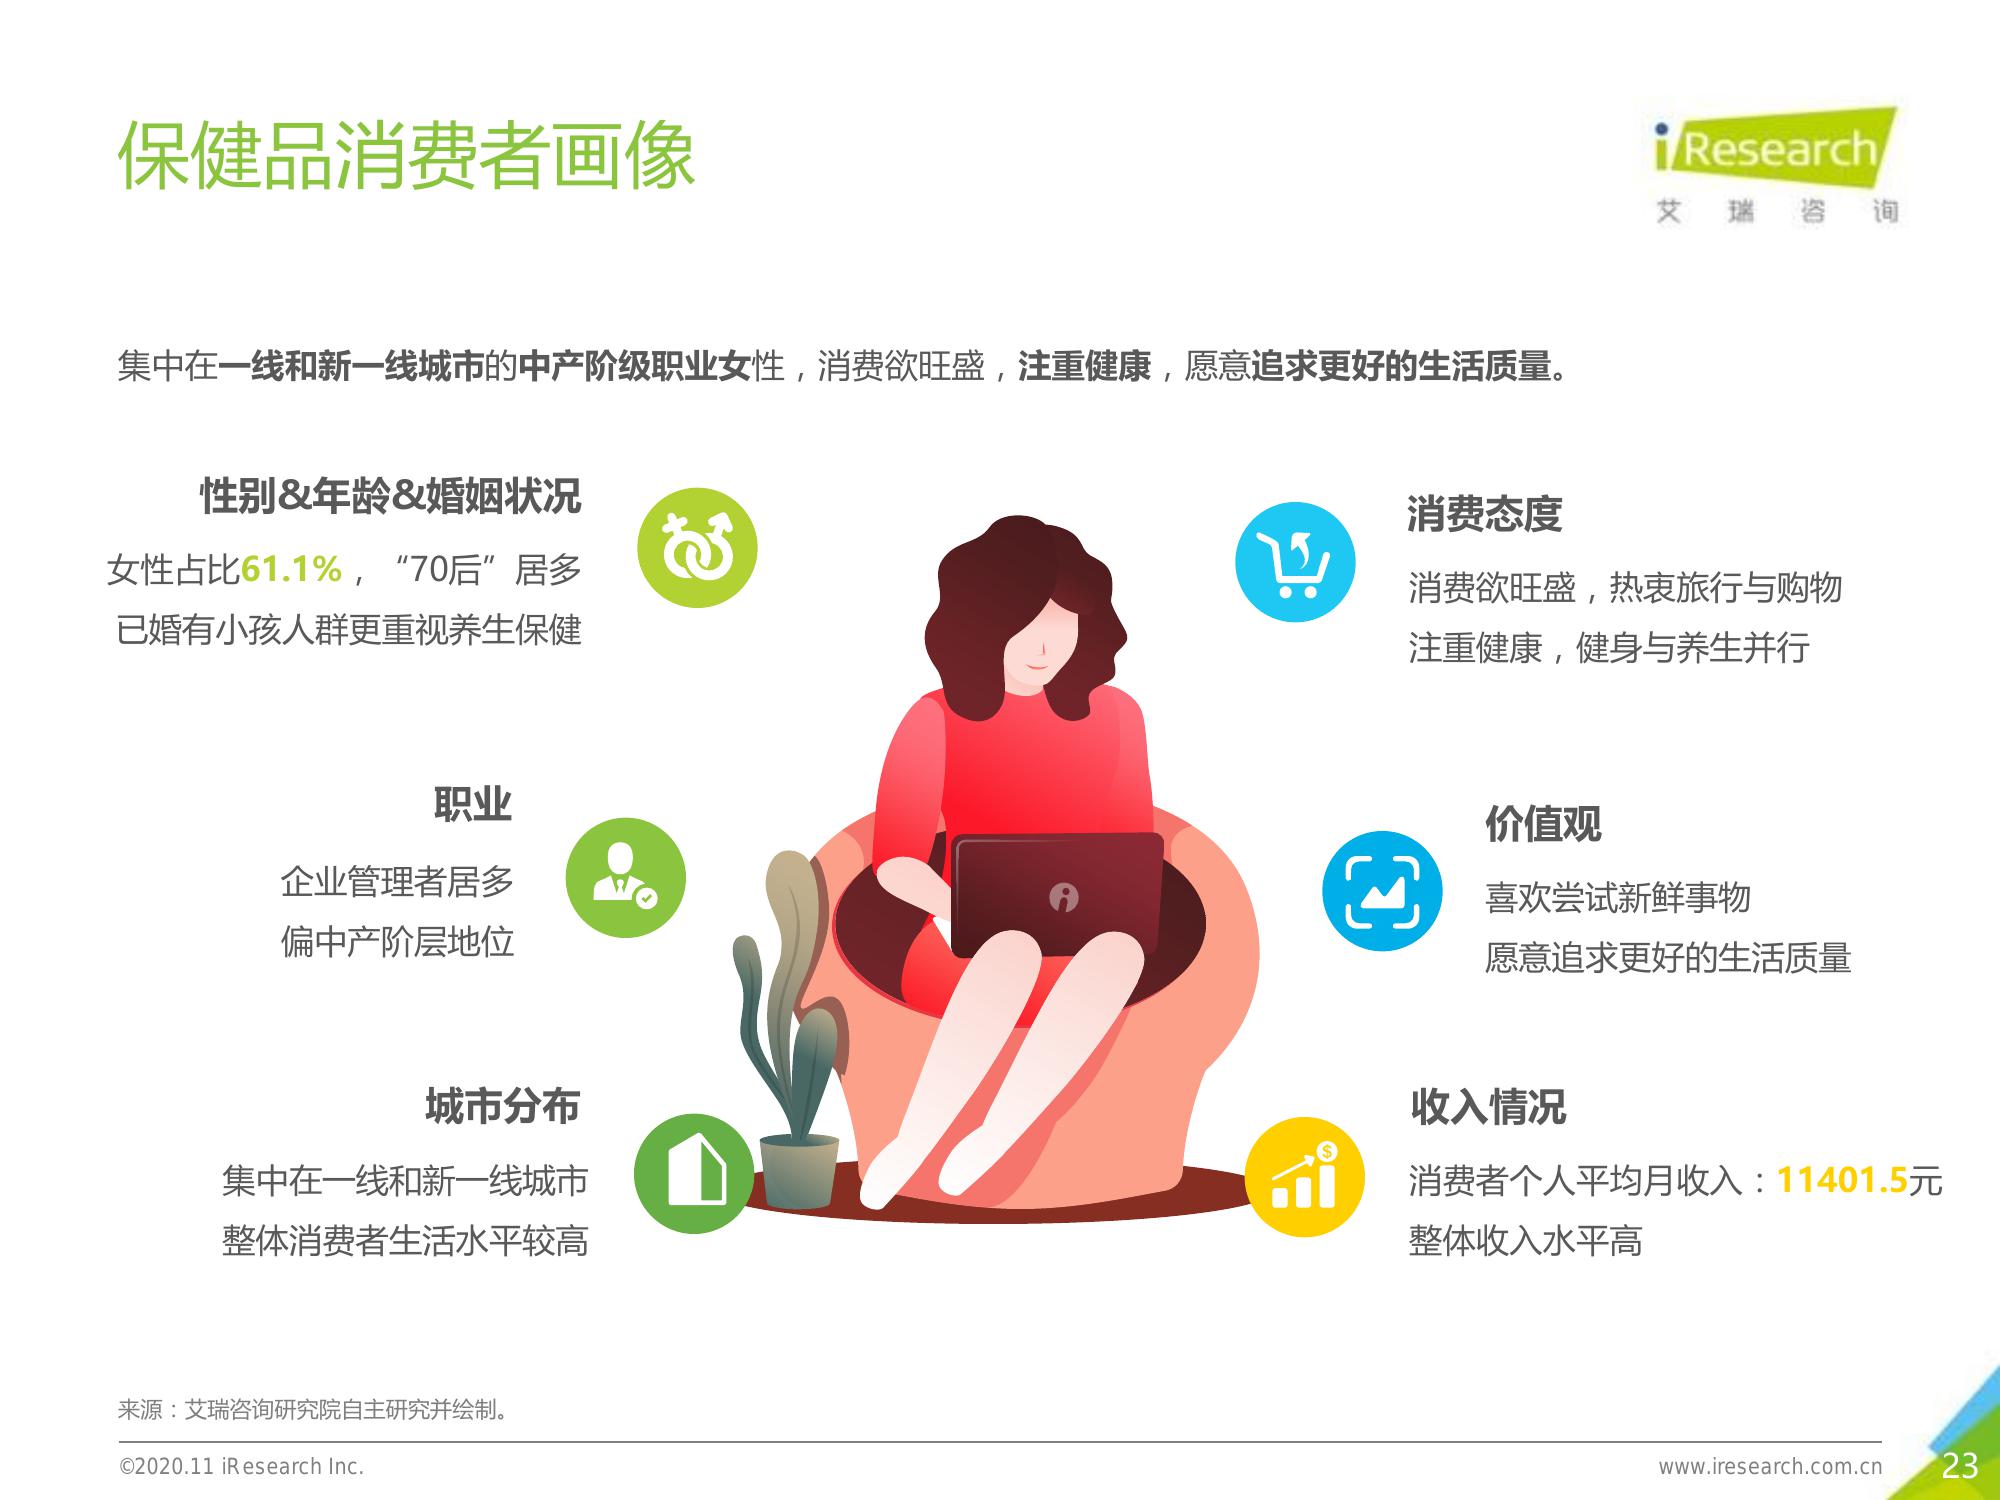 保健品消费者画像
iResearch
艾瑞咨询
集中在一线和新一线城市的中产阶级职业女性，消费欲旺盛，注重健康，愿意追求更好的生活质量。
性别&年龄&婚姻状况
女性占比61.1%，“70后”居多
已婚有小孩人群更重视养生保健
消费态度
消费欲旺盛，热衷旅行与购物
注重健康，健身与养生并行
职业
企业管理者居多
偏中产阶层地位
价值观
喜欢尝试新鲜事物
愿意追求更好的生活质量
城市分布
集中在一线和新一线城市
整体消费者生活水平较高
收入情况
消费者个人平均月收入：11401.5元
整体收入水平高
来源：艾瑞咨询研究院自主研究并绘制。
©2020.11 iResearch Inc.
www.iresearch.com.cn
23